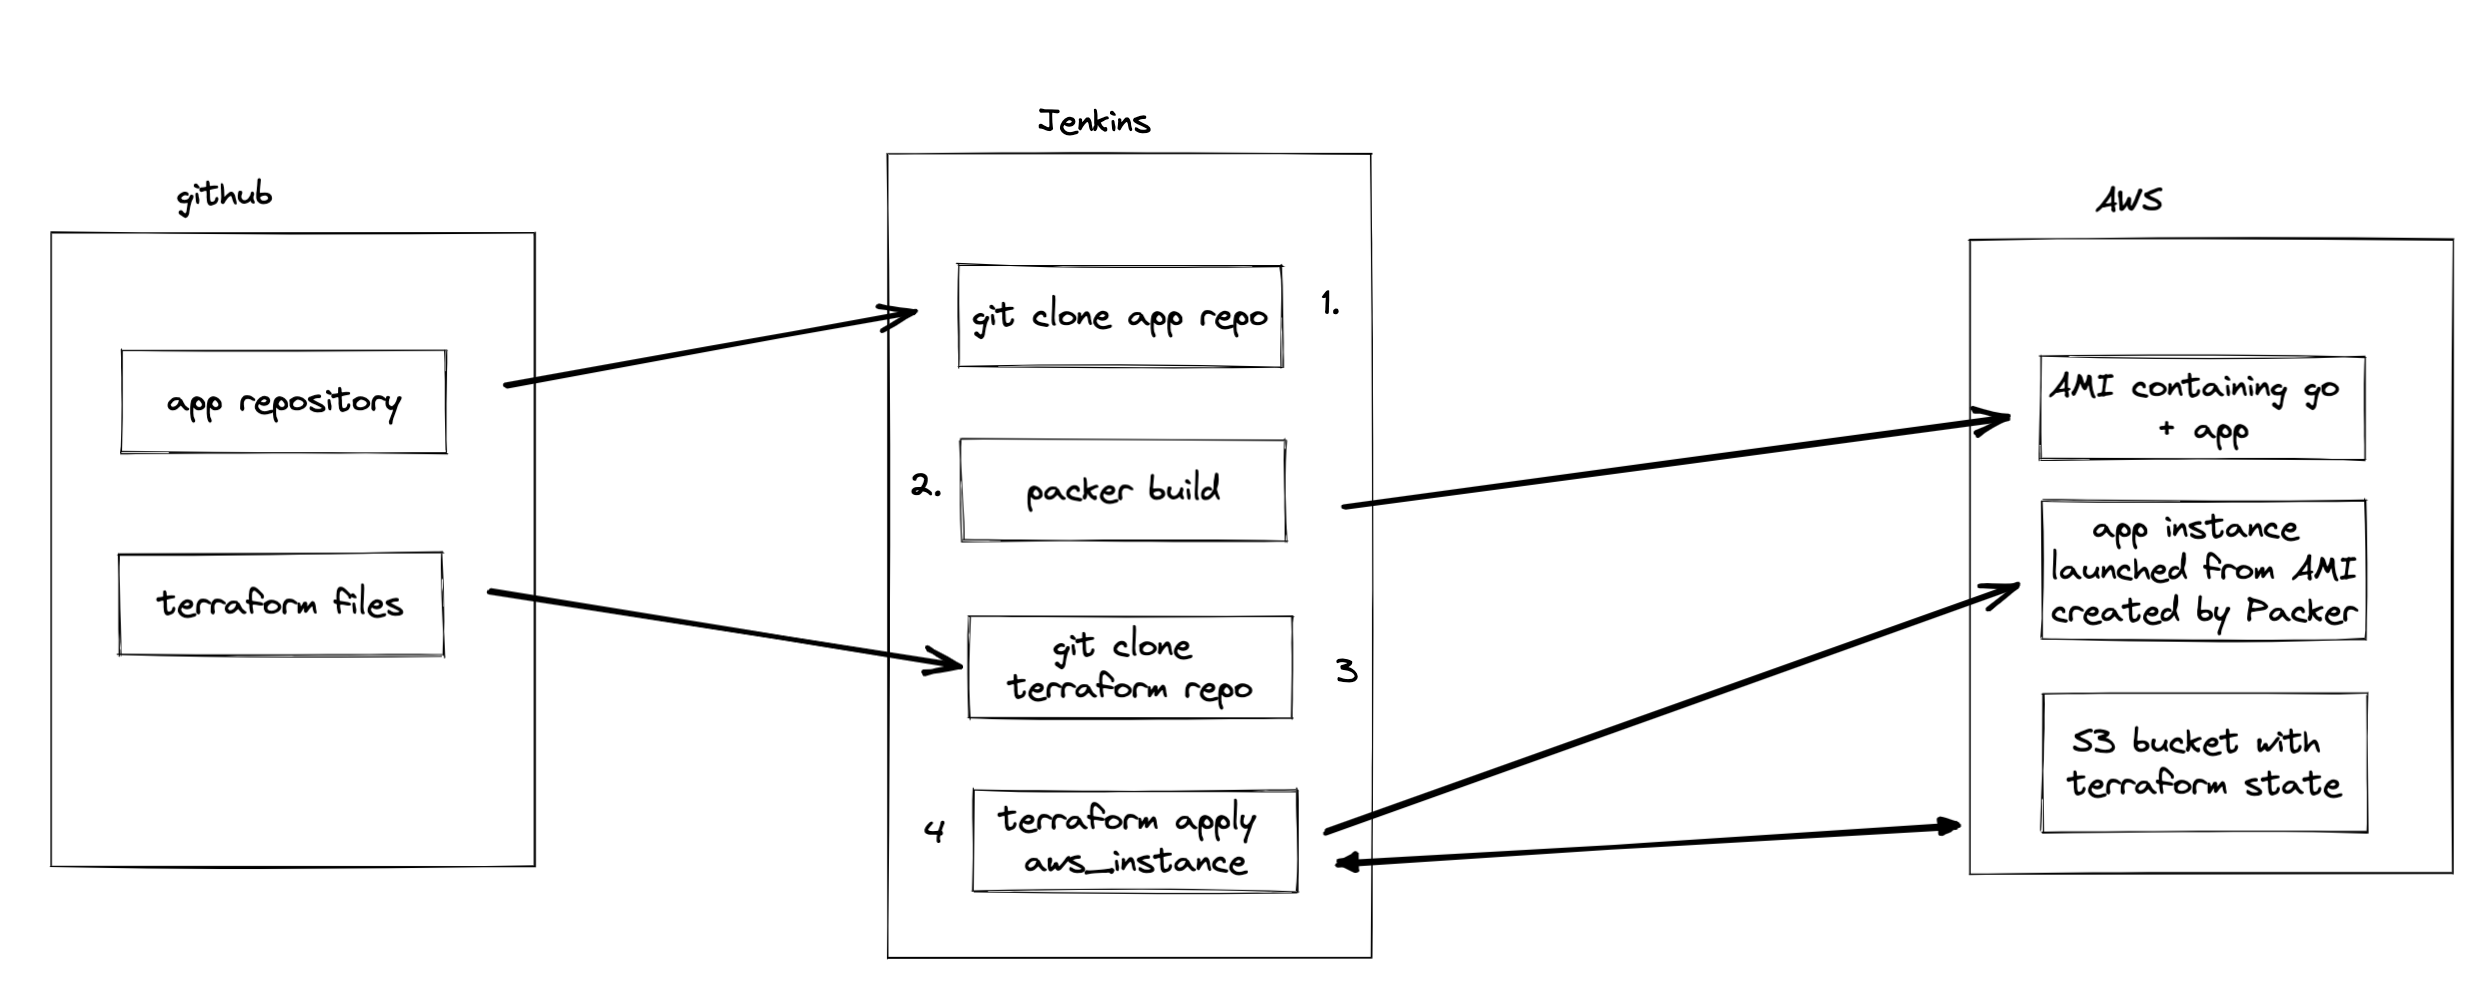 github
app repository
terraform files
Jenkins
git clone app repo
1.
2.
packer build
git clone
terraform repo
3
4
terraform apply
aws_instance
AWS
AMI containing go
+ app
app instance
launched from AMI
created by Packer
S3 bucket with
terraform state